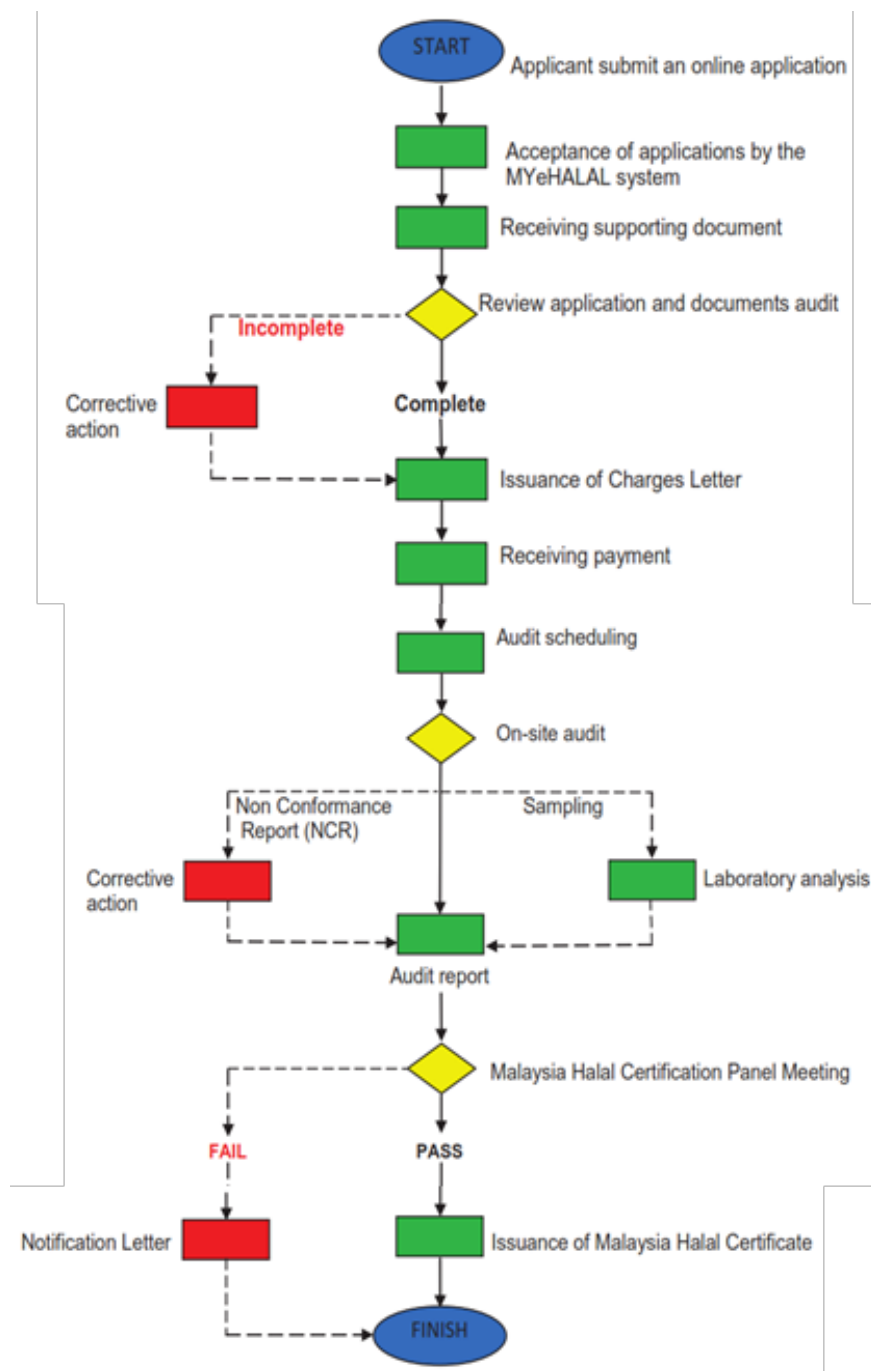 START
Applicant submit an online application
Acceptance of applications by the
MYeHALAL system
Receiving supporting document
Review application and documents audit
Incomplete
Corrective
action
Complete
Issuance of Charges Letter
Receiving payment
Audit scheduling
On-site audit
Non Conformance
Report (NCR)
Sampling
Corrective
action
Laboratory analysis
Audit report
Malaysia Halal Certification Panel Meeting
FAIL
PASS
Notification Letter
Issuance of Malaysia Halal Certificate
FINISH